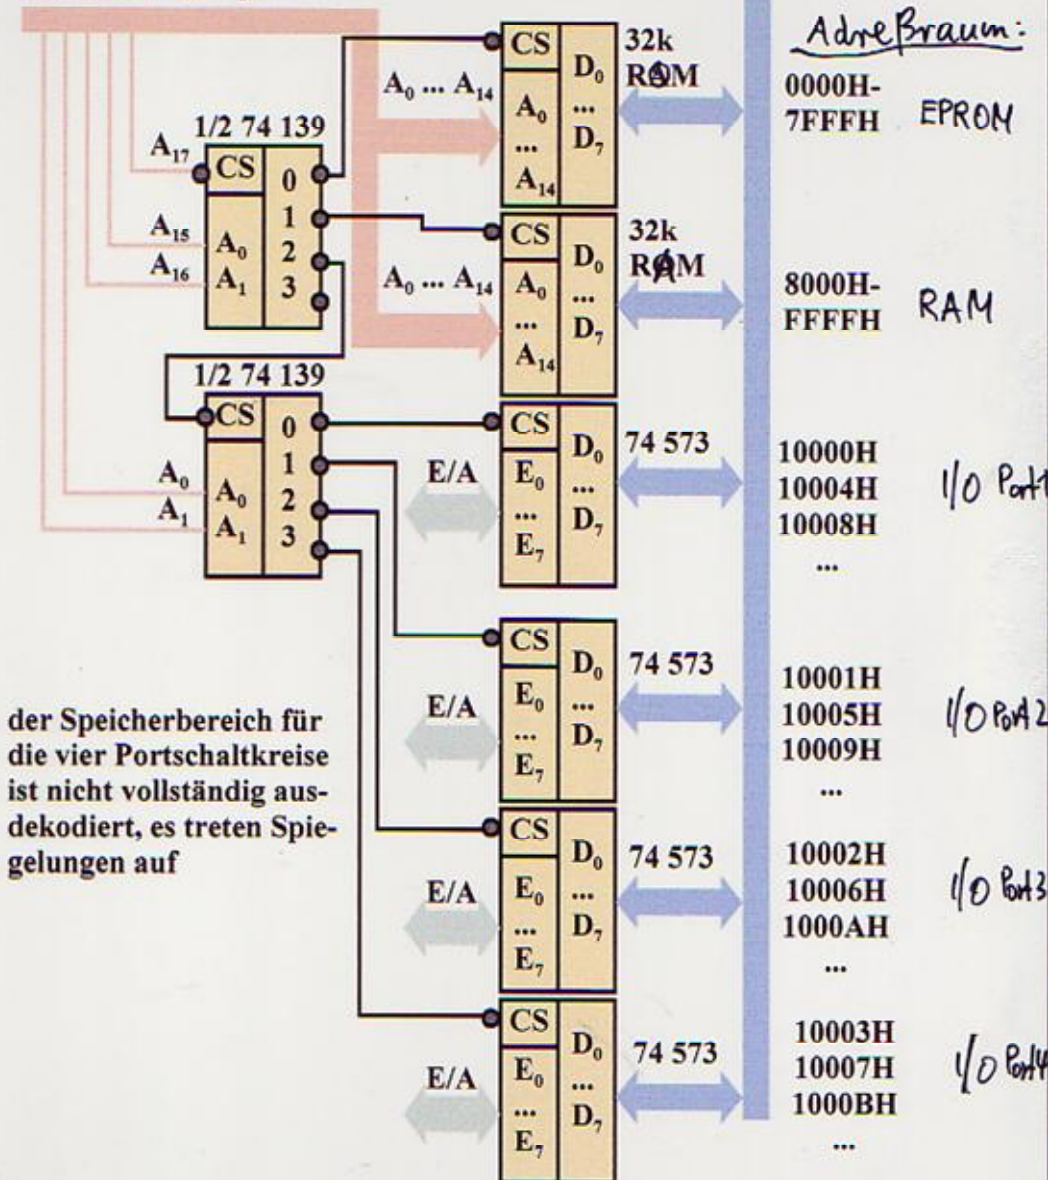 Adreßraum:
CS
D₀
...
D₇
A₀
...
A₁₄
32k
ROM
0000H-
7FFFH
EPROM
A₀ ... A₁₄
1/2 74 139
A₁₇
CS
0
1
2
3
A₁₅
A₀
A₁₆
A₁
CS
D₀
...
D₇
A₀
...
A₁₄
32k
RAM
8000H-
FFFFH
RAM
A₀ ... A₁₄
1/2 74 139
CS
0
1
2
3
A₀
A₀
A₁
A₁
E/A
CS
D₀
...
D₇
E₀
...
E₇
74 573
10000H
10004H
10008H
...
I/O Port1
E/A
CS
D₀
...
D₇
E₀
...
E₇
74 573
10001H
10005H
10009H
...
I/O Port 2
der Speicherbereich für
die vier Portschaltkreise
ist nicht vollständig aus-
dekodiert, es treten Spie-
gelungen auf
E/A
CS
D₀
...
D₇
E₀
...
E₇
74 573
10002H
10006H
1000AH
...
I/O Port3
E/A
CS
D₀
...
D₇
E₀
...
E₇
74 573
10003H
10007H
1000BH
...
I/O Port4